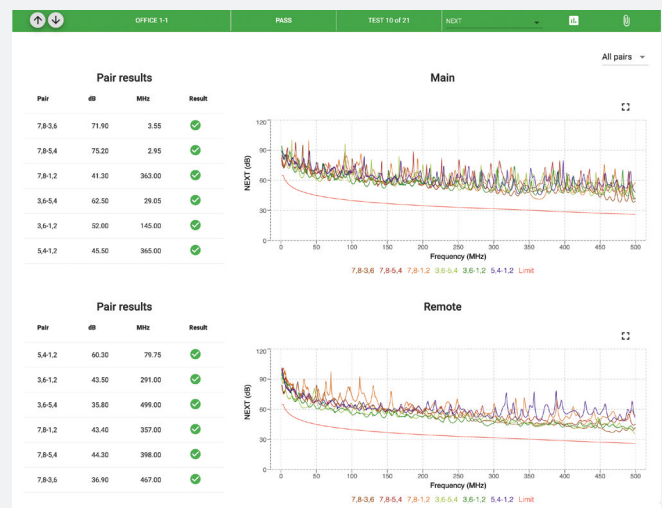 OFFICE 1-1 PASS TEST 10 of 21 NEXT
All pairs
Pair results
Pair dB MHz Result
7,8-3,6 71.90 3.55
7,8-5,4 75.20 2.95
7,8-1,2 41.30 363.00
3,6-5,4 62.50 29.05
3,6-1,2 52.00 145.00
5,4-1,2 45.50 365.00
Main
NEXT (dB)
120
90
60
30
0
0 50 100 150 200 250 300 350 400 450 500
Frequency (MHz)
7,8-3,6 7,8-5,4 7,8-1,2 3,6-5,4 3,6-1,2 5,4-1,2 Limit
Pair results
Pair dB MHz Result
5,4-1,2 60.30 79.75
3,6-1,2 43.50 291.00
3,6-5,4 35.80 499.00
7,8-1,2 43.40 357.00
7,8-5,4 44.30 398.00
7,8-3,6 36.90 467.00
Remote
NEXT (dB)
120
90
60
30
0
0 50 100 150 200 250 300 350 400 450 500
Frequency (MHz)
7,8-3,6 7,8-5,4 7,8-1,2 3,6-5,4 3,6-1,2 5,4-1,2 Limit